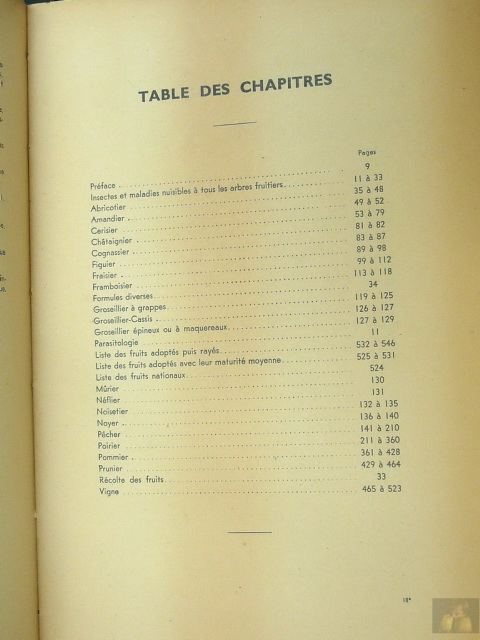 TABLE DES CHAPITRES
Pages
Préface 9
Insectes et maladies nuisibles à tous les arbres fruitiers 11 à 33
Abricotier 35 à 48
Amandier 49 à 52
Cerisier 53 à 79
Châtaignier 81 à 82
Cognassier 83 à 87
Figuier 89 à 98
Fraisier 99 à 112
Framboisier 113 à 118
Formules diverses 34
Groseillier à grappes 119 à 125
Groseillier-Cassis 126 à 127
Groseillier épineux ou à maquereaux 127 à 129
Parasitologie 11
Liste des fruits adoptés puis rayés 532 à 546
Liste des fruits adoptés avec leur maturité moyenne 525 à 531
Liste des fruits nationaux 524
Mûrier 130
Néflier 131
Noisetier 132 à 135
Noyer 136 à 140
Pêcher 141 à 210
Poirier 211 à 360
Pommier 361 à 428
Prunier 429 à 464
Récolte des fruits 33
Vigne 465 à 523
18*